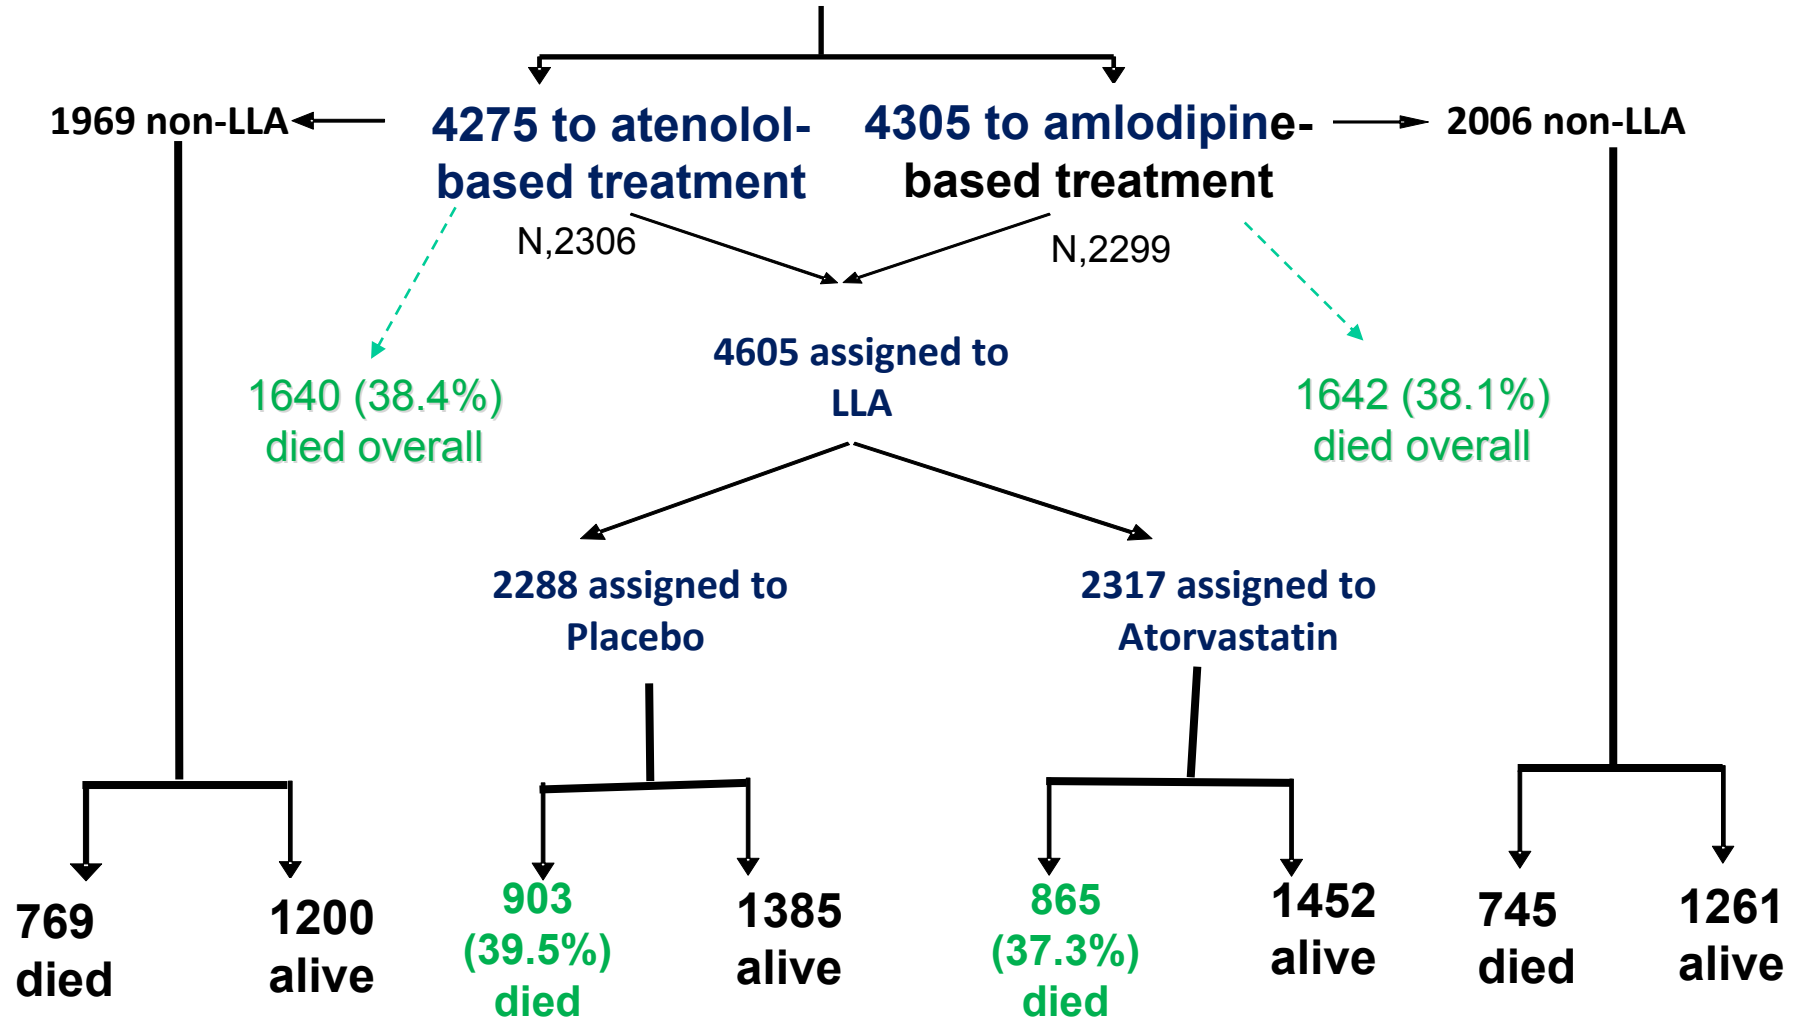 1969 non-LLA
4275 to atenolol-
based treatment
4305 to amlodipine-
based treatment
2006 non-LLA
N,2306
N,2299
4605 assigned to
LLA
1640 (38.4%)
died overall
1642 (38.1%)
died overall
2288 assigned to
Placebo
2317 assigned to
Atorvastatin
769
died
1200
alive
903
(39.5%)
died
1385
alive
865
(37.3%)
died
1452
alive
745
died
1261
alive